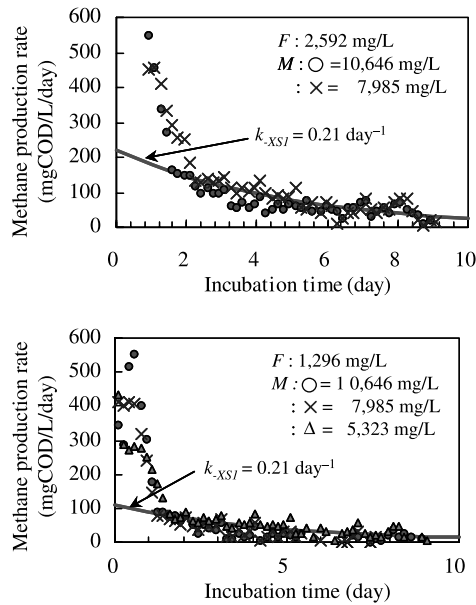 600
500
400
300
200
100
0
Methane production rate
(mgCOD/L/day)
F : 2,592 mg/L
M : ○ =10,646 mg/L
: × = 7,985 mg/L
k-XS1 = 0.21 day–1
0 2 4 6 8 10
Incubation time (day)
600
500
400
300
200
100
0
Methane production rate
(mgCOD/L/day)
F : 1,296 mg/L
M : ○= 1 0,646 mg/L
: × = 7,985 mg/L
: Δ = 5,323 mg/L
k-XS1 = 0.21 day–1
0 5 10
Incubation time (day)